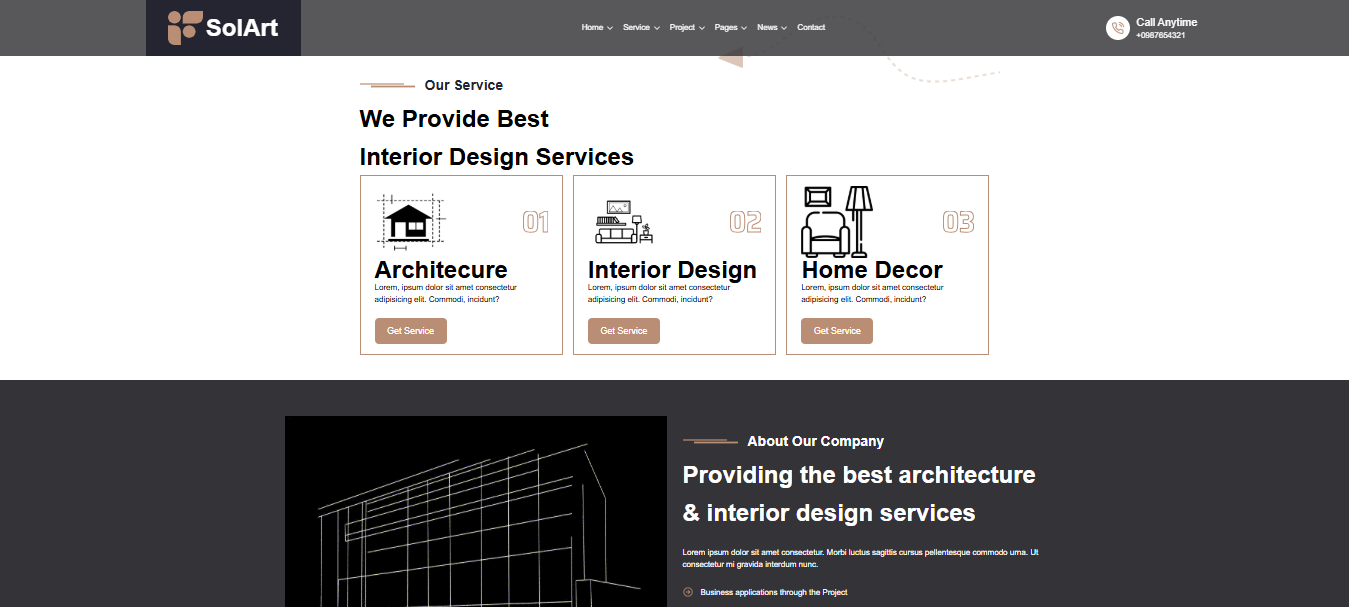 SolArt
Home
Service
Project
Pages
News
Contact
Call Anytime
+0987654321
Our Service
We Provide Best
Interior Design Services
01
Architecure
Lorem, ipsum dolor sit amet consectetur
adipisicing elit. Commodi, incidunt?
Get Service
02
Interior Design
Lorem, ipsum dolor sit amet consectetur
adipisicing elit. Commodi, incidunt?
Get Service
03
Home Decor
Lorem, ipsum dolor sit amet consectetur
adipisicing elit. Commodi, incidunt?
Get Service
About Our Company
Providing the best architecture
& interior design services
Lorem ipsum dolor sit amet consectetur. Morbi luctus sagittis cursus pellentesque commodo urna. Ut
consectetur mi gravida interdum nunc.
Business applications through the Project